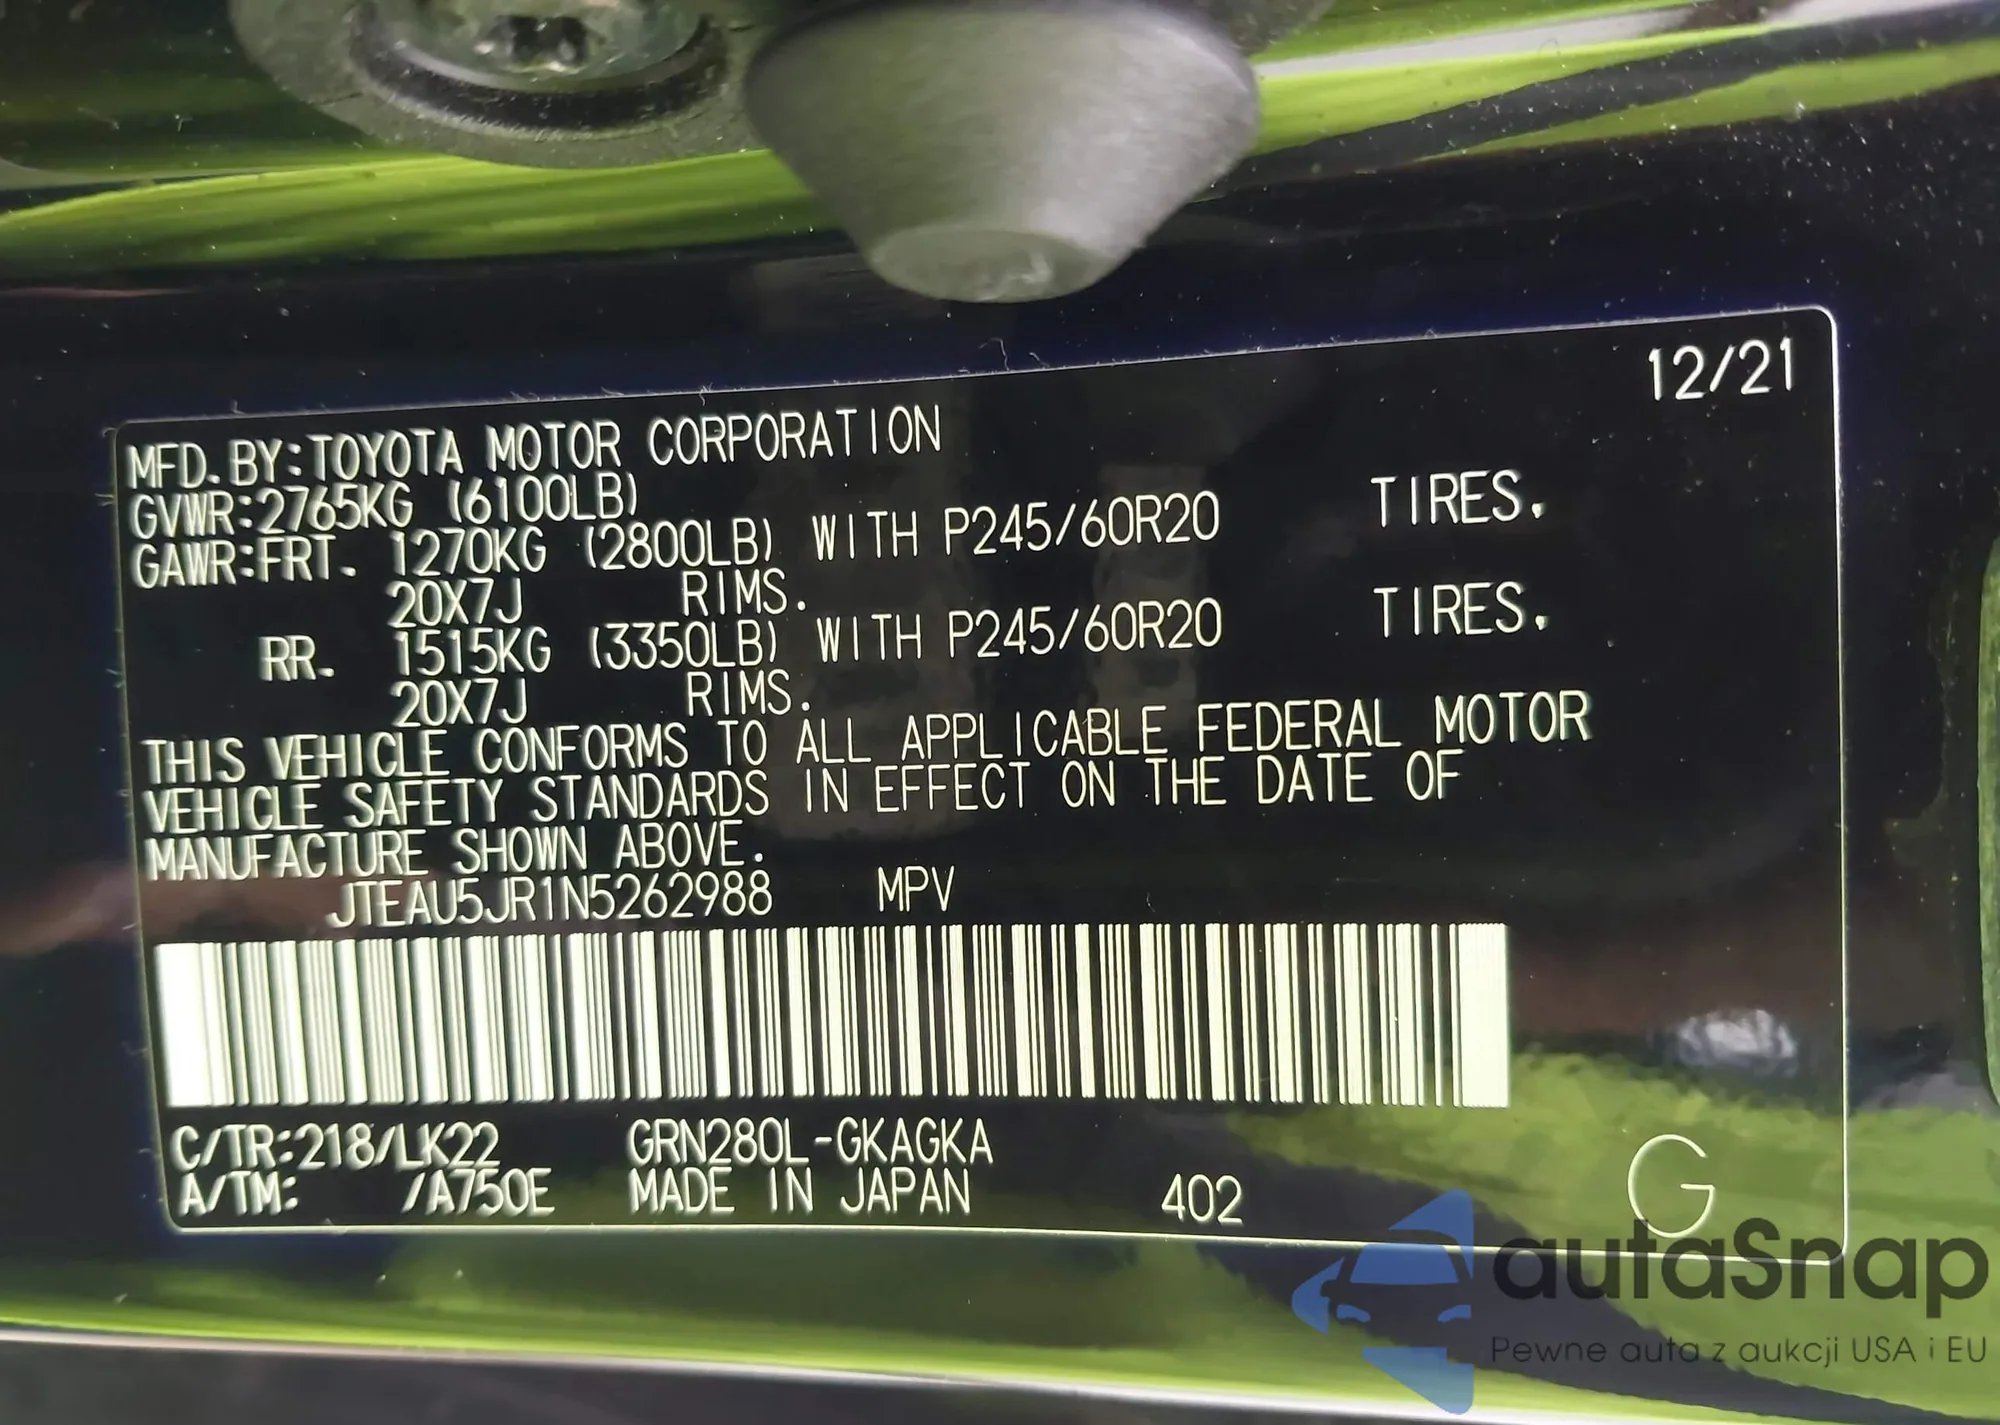 12/21
MFD. BY:TOYOTA MOTOR CORPORATION
GVWR:2765KG (6100LB)
GAWR:FRT. 1270KG (2800LB) WITH P245/60R20 TIRES.
20X7J RIMS.
RR. 1515KG (3350LB) WITH P245/60R20 TIRES.
20X7J RIMS.
THIS VEHICLE CONFORMS TO ALL APPLICABLE FEDERAL MOTOR
VEHICLE SAFETY STANDARDS IN EFFECT ON THE DATE OF
MANUFACTURE SHOWN ABOVE.
JTEAU5JR1N5262988 MPV
C/TR:218/LK22 GRN280L-GKAGKA
A/TM: /A750E MADE IN JAPAN 402 G
autaSnap
Pewne auta z aukcji USA i EU